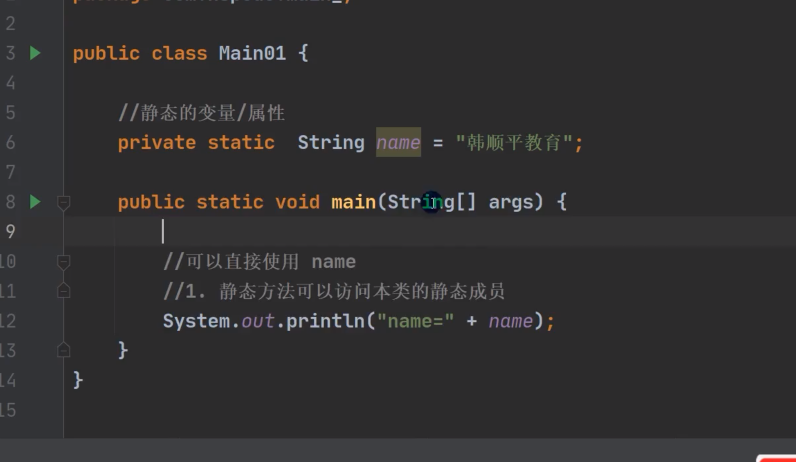 2
3 public class Main01 {
4
5 //静态的变量/属性
6 private static  String name = "韩顺平教育";
7
8 public static void main(String[] args) {
9
10 //可以直接使用 name
11 //1. 静态方法可以访问本类的静态成员
12 System.out.println("name=" + name);
13 }
14 }
15